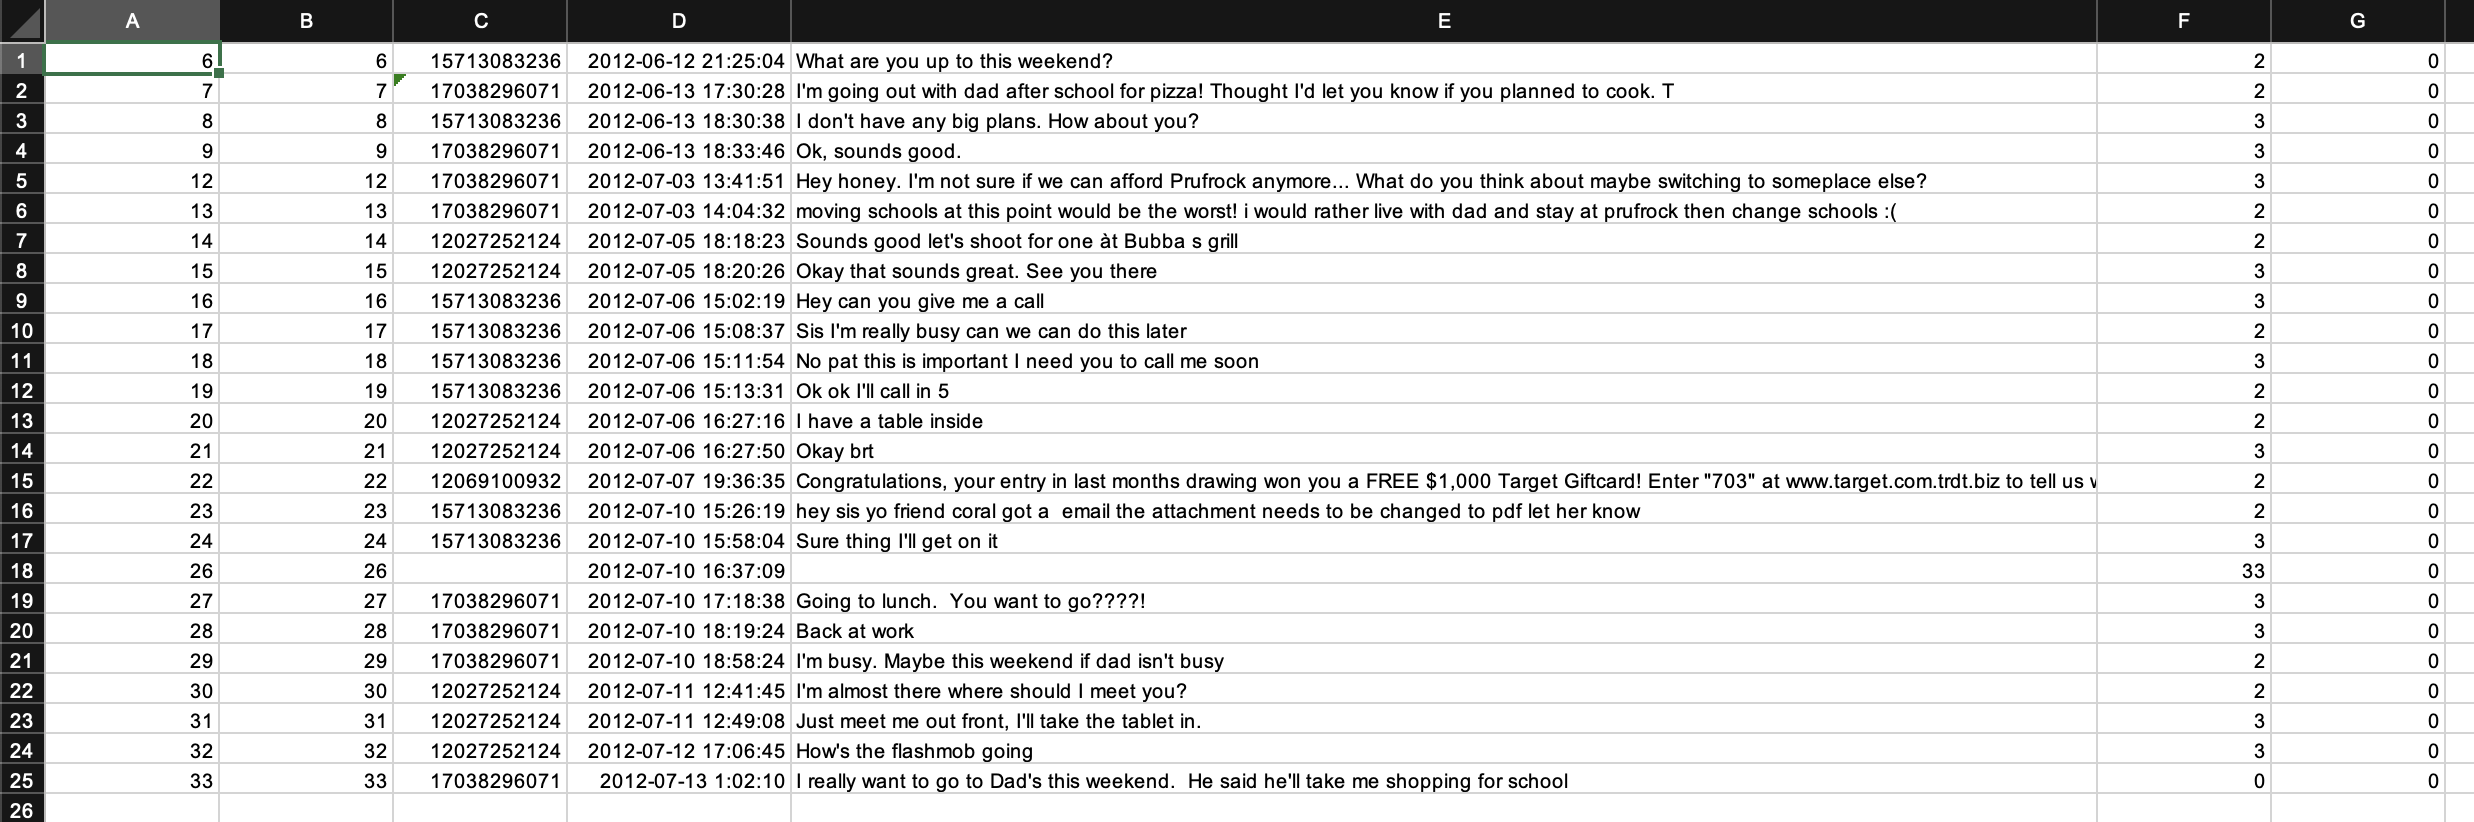 A B C D E F G
1 6 6 15713083236 2012-06-12 21:25:04 What are you up to this weekend? 2 0
2 7 7 17038296071 2012-06-13 17:30:28 I'm going out with dad after school for pizza! Thought I'd let you know if you planned to cook. T 2 0
3 8 8 15713083236 2012-06-13 18:30:38 I don't have any big plans. How about you? 3 0
4 9 9 17038296071 2012-06-13 18:33:46 Ok, sounds good. 3 0
5 12 12 17038296071 2012-07-03 13:41:51 Hey honey. I'm not sure if we can afford Prufrock anymore... What do you think about maybe switching to someplace else? 3 0
6 13 13 17038296071 2012-07-03 14:04:32 moving schools at this point would be the worst! i would rather live with dad and stay at prufrock then change schools :( 2 0
7 14 14 12027252124 2012-07-05 18:18:23 Sounds good let's shoot for one àt Bubba s grill 2 0
8 15 15 12027252124 2012-07-05 18:20:26 Okay that sounds great. See you there 3 0
9 16 16 15713083236 2012-07-06 15:02:19 Hey can you give me a call 3 0
10 17 17 15713083236 2012-07-06 15:08:37 Sis I'm really busy can we can do this later 2 0
11 18 18 15713083236 2012-07-06 15:11:54 No pat this is important I need you to call me soon 3 0
12 19 19 15713083236 2012-07-06 15:13:31 Ok ok I'll call in 5 2 0
13 20 20 12027252124 2012-07-06 16:27:16 I have a table inside 2 0
14 21 21 12027252124 2012-07-06 16:27:50 Okay brt 3 0
15 22 22 12069100932 2012-07-07 19:36:35 Congratulations, your entry in last months drawing won you a FREE $1,000 Target Giftcard! Enter "703" at www.target.com.trdt.biz to tell us 2 0
16 23 23 15713083236 2012-07-10 15:26:19 hey sis yo friend coral got a  email the attachment needs to be changed to pdf let her know 2 0
17 24 24 15713083236 2012-07-10 15:58:04 Sure thing I'll get on it 3 0
18 26 26 2012-07-10 16:37:09 33 0
19 27 27 17038296071 2012-07-10 17:18:38 Going to lunch.  You want to go????! 3 0
20 28 28 17038296071 2012-07-10 18:19:24 Back at work 3 0
21 29 29 17038296071 2012-07-10 18:58:24 I'm busy. Maybe this weekend if dad isn't busy 2 0
22 30 30 12027252124 2012-07-11 12:41:45 I'm almost there where should I meet you? 2 0
23 31 31 12027252124 2012-07-11 12:49:08 Just meet me out front, I'll take the tablet in. 3 0
24 32 32 12027252124 2012-07-12 17:06:45 How's the flashmob going 3 0
25 33 33 17038296071 2012-07-13 1:02:10 I really want to go to Dad's this weekend.  He said he'll take me shopping for school 0 0
26